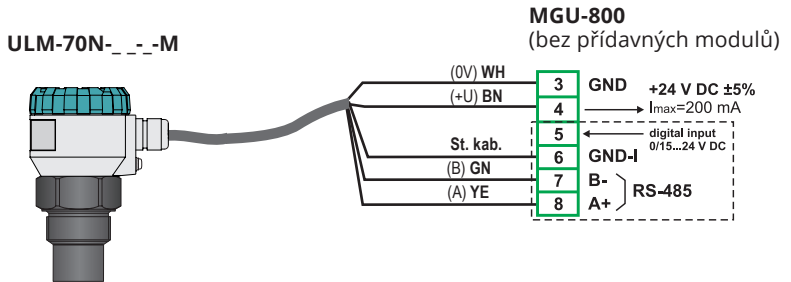 MGU-800
(bez přídavných modulů)
ULM-70N-_ _-_-M
(0V) WH
3 GND
+24 V DC ±5%
(+U) BN
4
Imax=200 mA
5
digital input
0/15...24 V DC
St. kab.
6 GND-I
(B) GN
7 B-
RS-485
(A) YE
8 A+